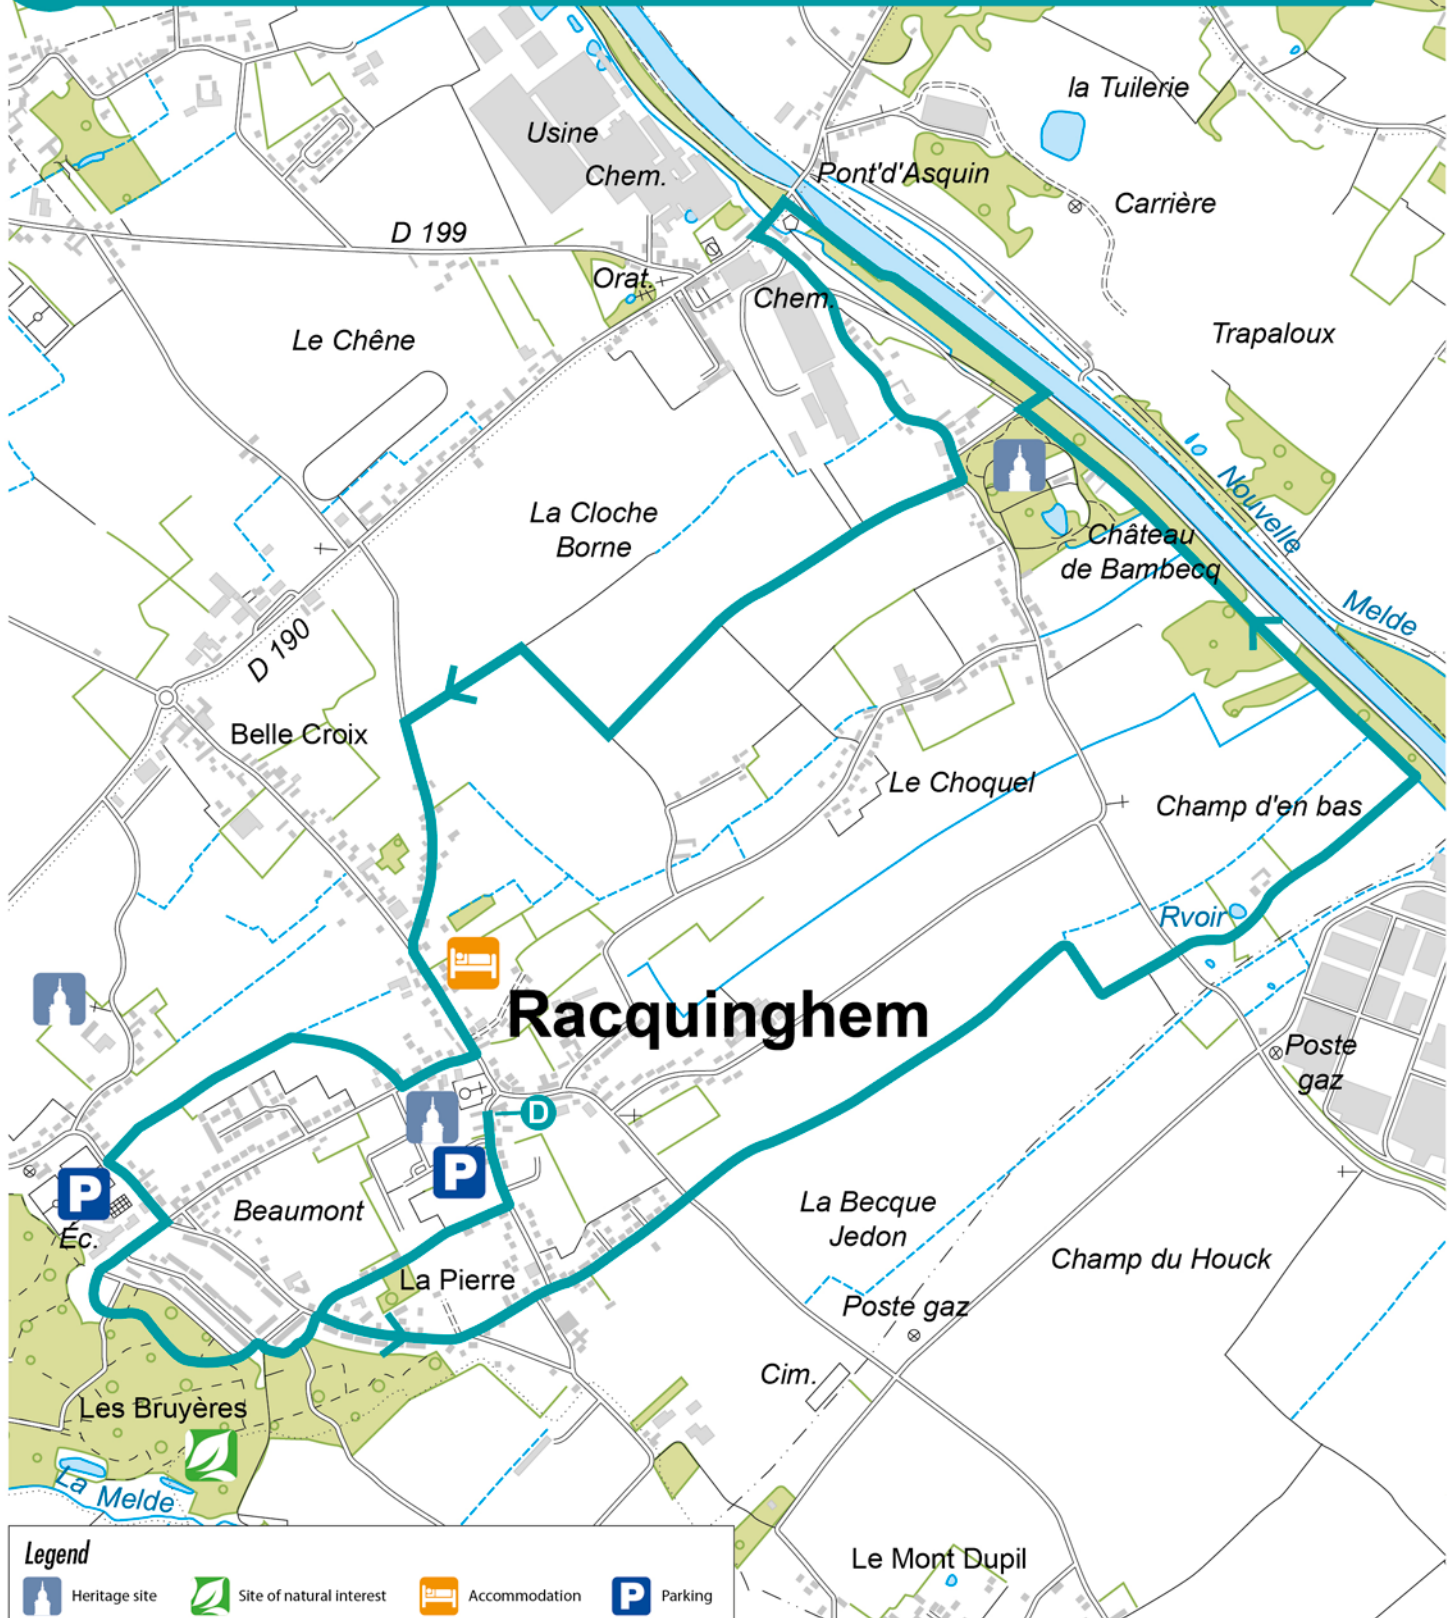 la Tuilerie
Usine
Chem.
Pont'd'Asquin
Carrière
D 199
Orat.
Chem.
Le Chêne
Trapaloux
La Cloche
Borne
Nouvelle
Château
de Bambecq
Melde
D 190
Belle Croix
Le Choquel
Champ d'en bas
Rvoir
Racquinghem
Poste
gaz
D
P
P
Beaumont
Éc.
La Becque
Jedon
Champ du Houck
La Pierre
Poste gaz
Cim.
Les Bruyères
La Melde
Le Mont Dupil
Legend
Heritage site
Site of natural interest
Accommodation
P Parking